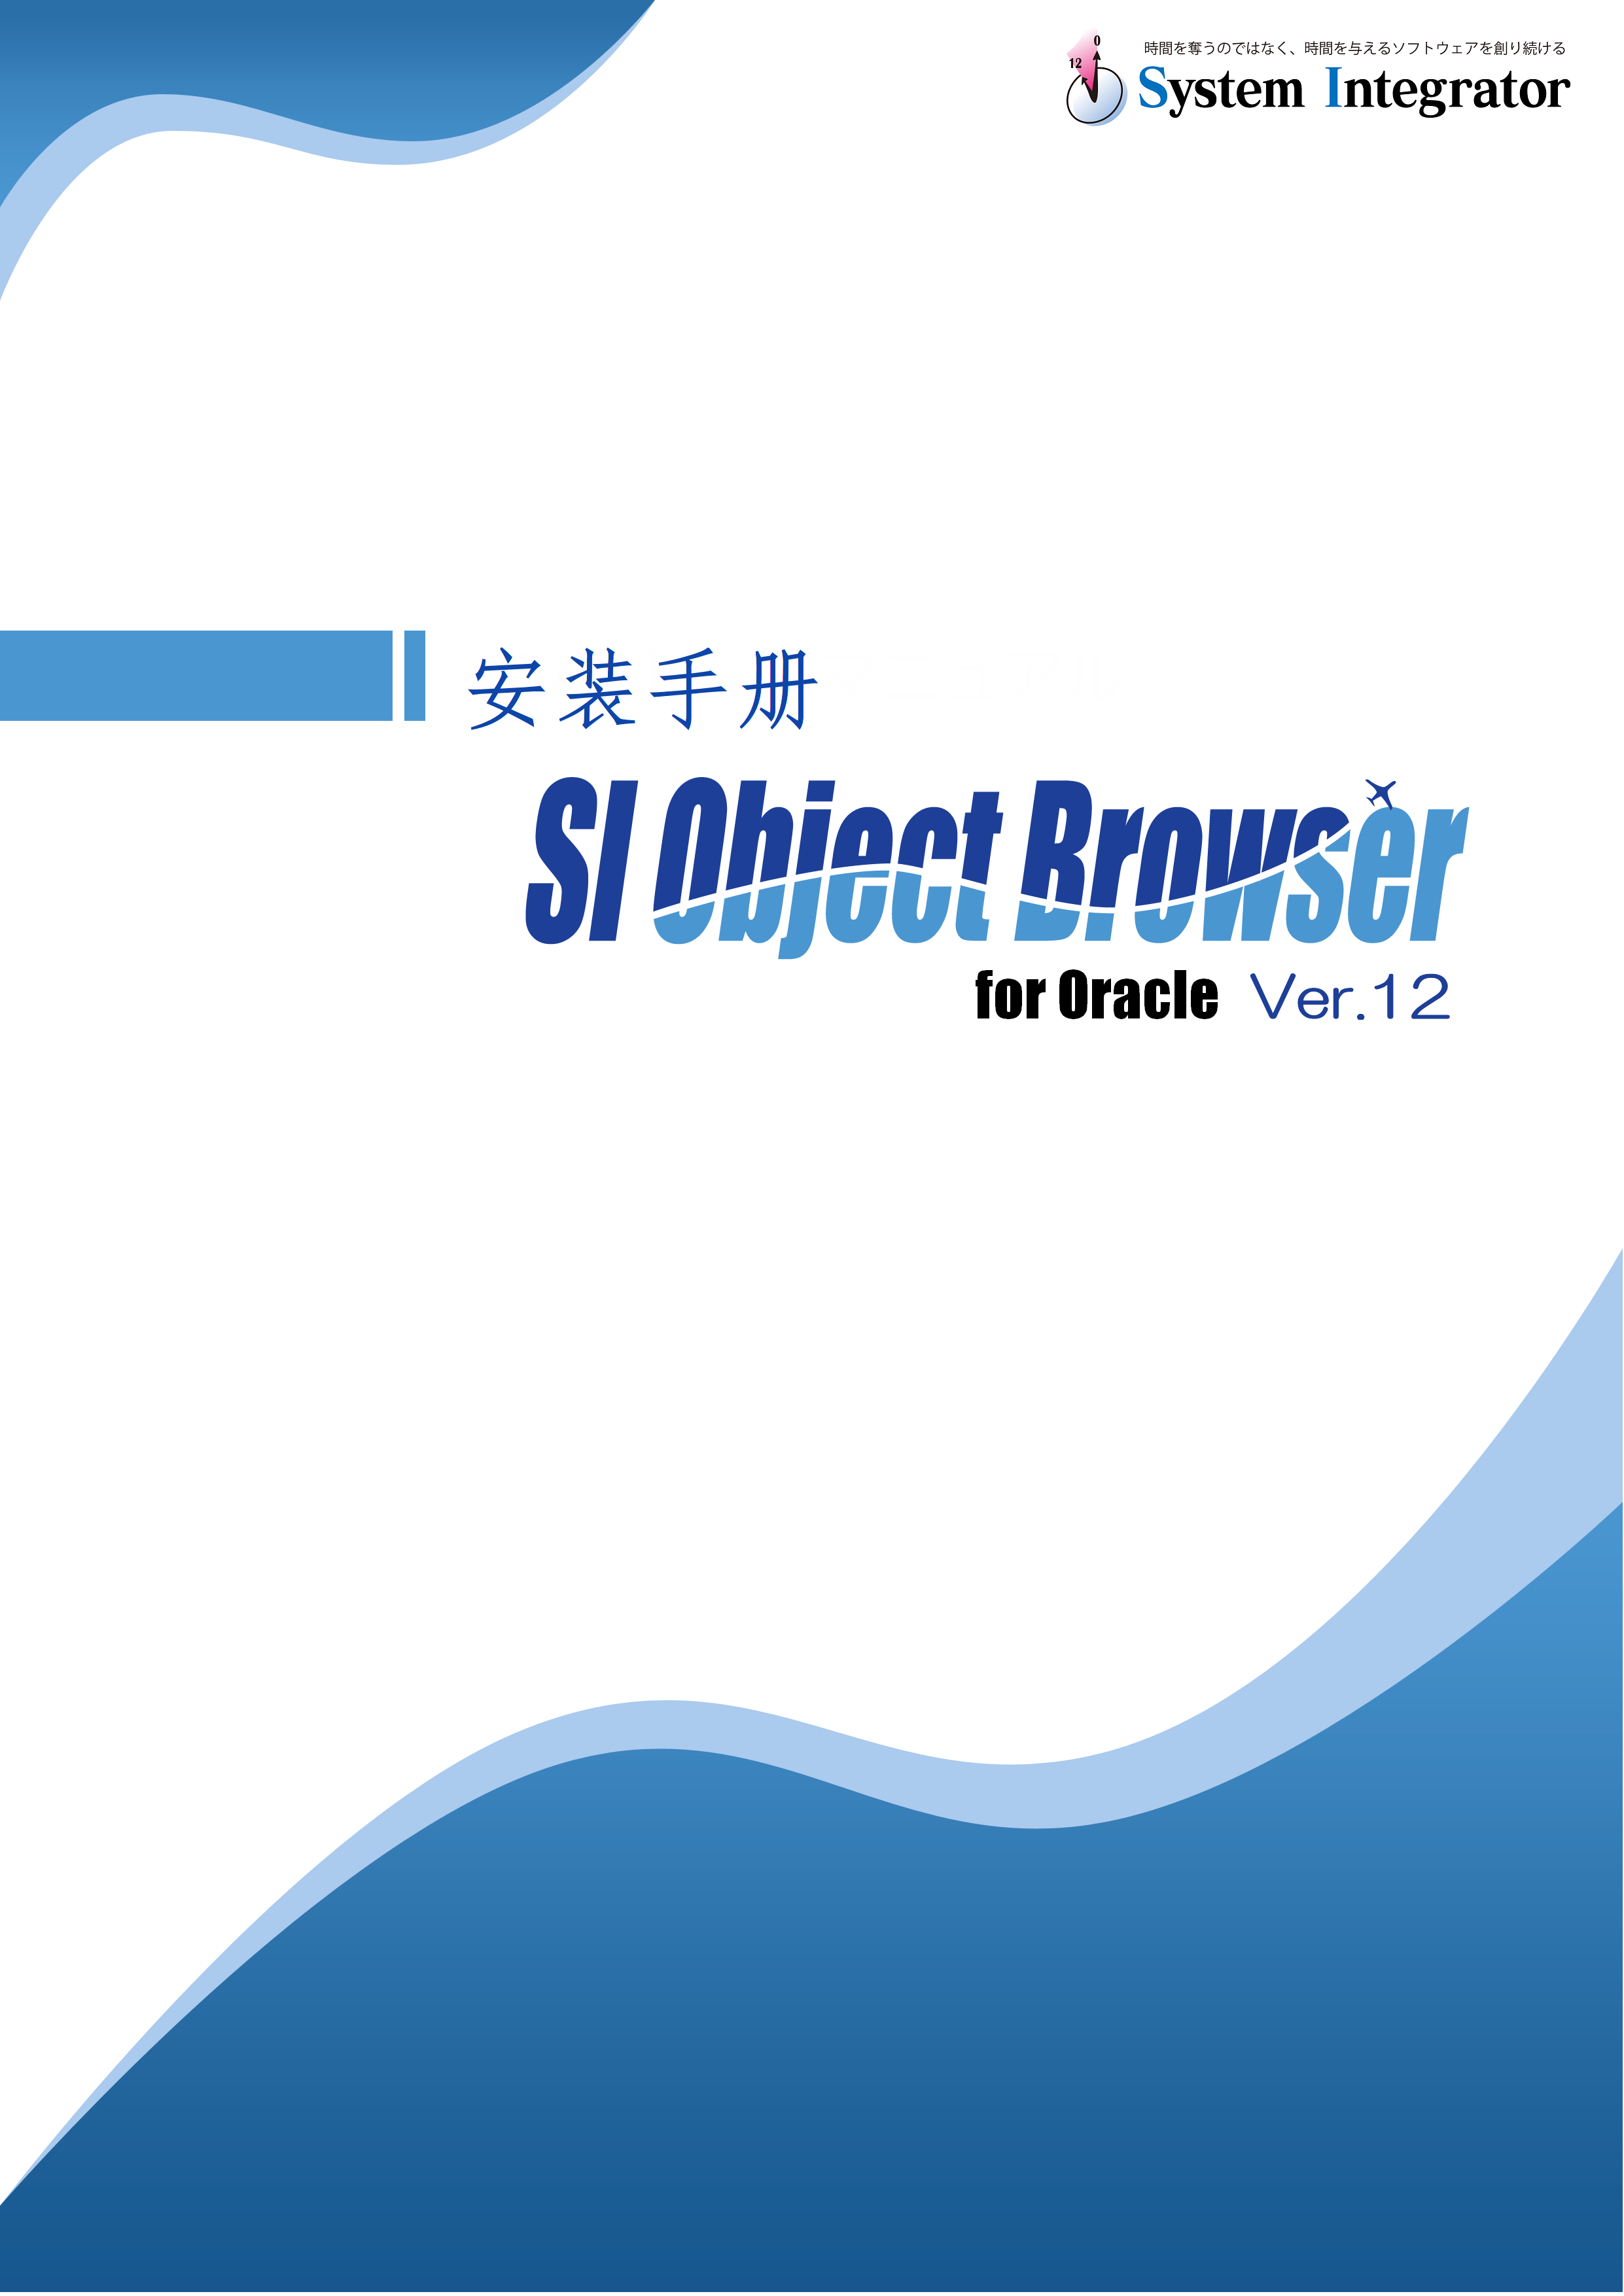 0
12
時間を奪うのではなく、時間を与えるソフトウェアを創り続ける
System Integrator
安装手册
SI Object Browser
for Oracle Ver.12